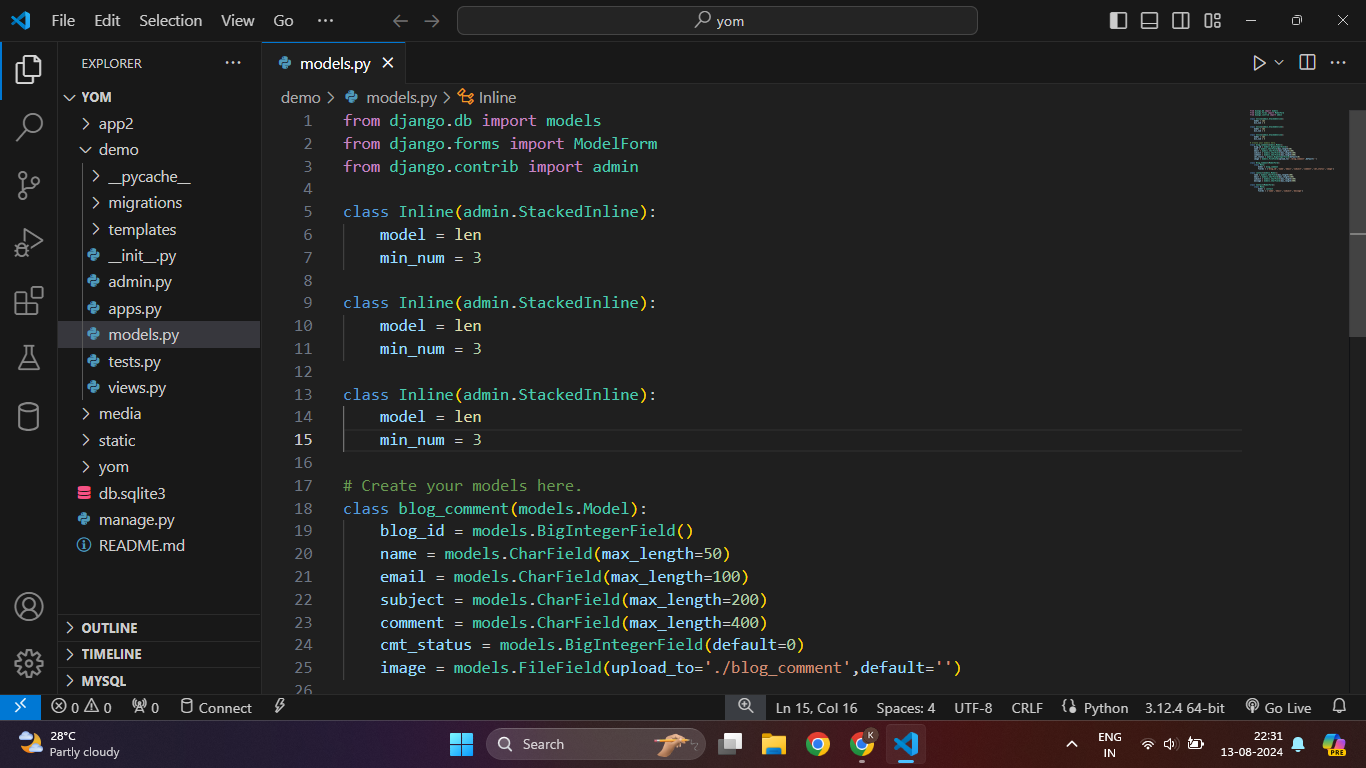 File Edit Selection View Go ··· yom
EXPLORER ···
YOM
app2
demo
__pycache__
migrations
templates
__init__.py
admin.py
apps.py
models.py
tests.py
views.py
media
static
yom
db.sqlite3
manage.py
README.md
OUTLINE
TIMELINE
MYSQL
models.py
demo > models.py > Inline
1 from django.db import models
2 from django.forms import ModelForm
3 from django.contrib import admin
4
5 class Inline(admin.StackedInline):
6 model = len
7 min_num = 3
8
9 class Inline(admin.StackedInline):
10 model = len
11 min_num = 3
12
13 class Inline(admin.StackedInline):
14 model = len
15 min_num = 3
16
17 # Create your models here.
18 class blog_comment(models.Model):
19 blog_id = models.BigIntegerField()
20 name = models.CharField(max_length=50)
21 email = models.CharField(max_length=100)
22 subject = models.CharField(max_length=200)
23 comment = models.CharField(max_length=400)
24 cmt_status = models.BigIntegerField(default=0)
25 image = models.FileField(upload_to='./blog_comment',default='')
26
0 0 0 Connect Ln 15, Col 16 Spaces: 4 UTF-8 CRLF Python 3.12.4 64-bit Go Live
28°C
Partly cloudy
Search
K
ENG
IN
22:31
13-08-2024
PRE